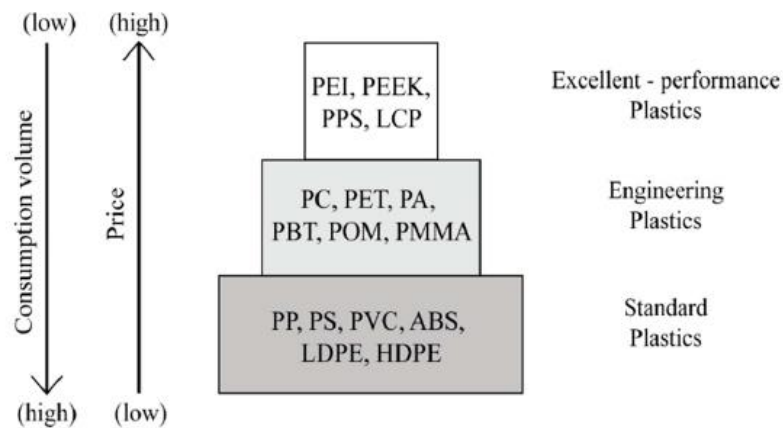 (low)
(high)
Consumption volume
Price
(high)
(low)
PEI, PEEK,
PPS, LCP
Excellent - performance
Plastics
PC, PET, PA,
PBT, POM, PMMA
Engineering
Plastics
PP, PS, PVC, ABS,
LDPE, HDPE
Standard
Plastics